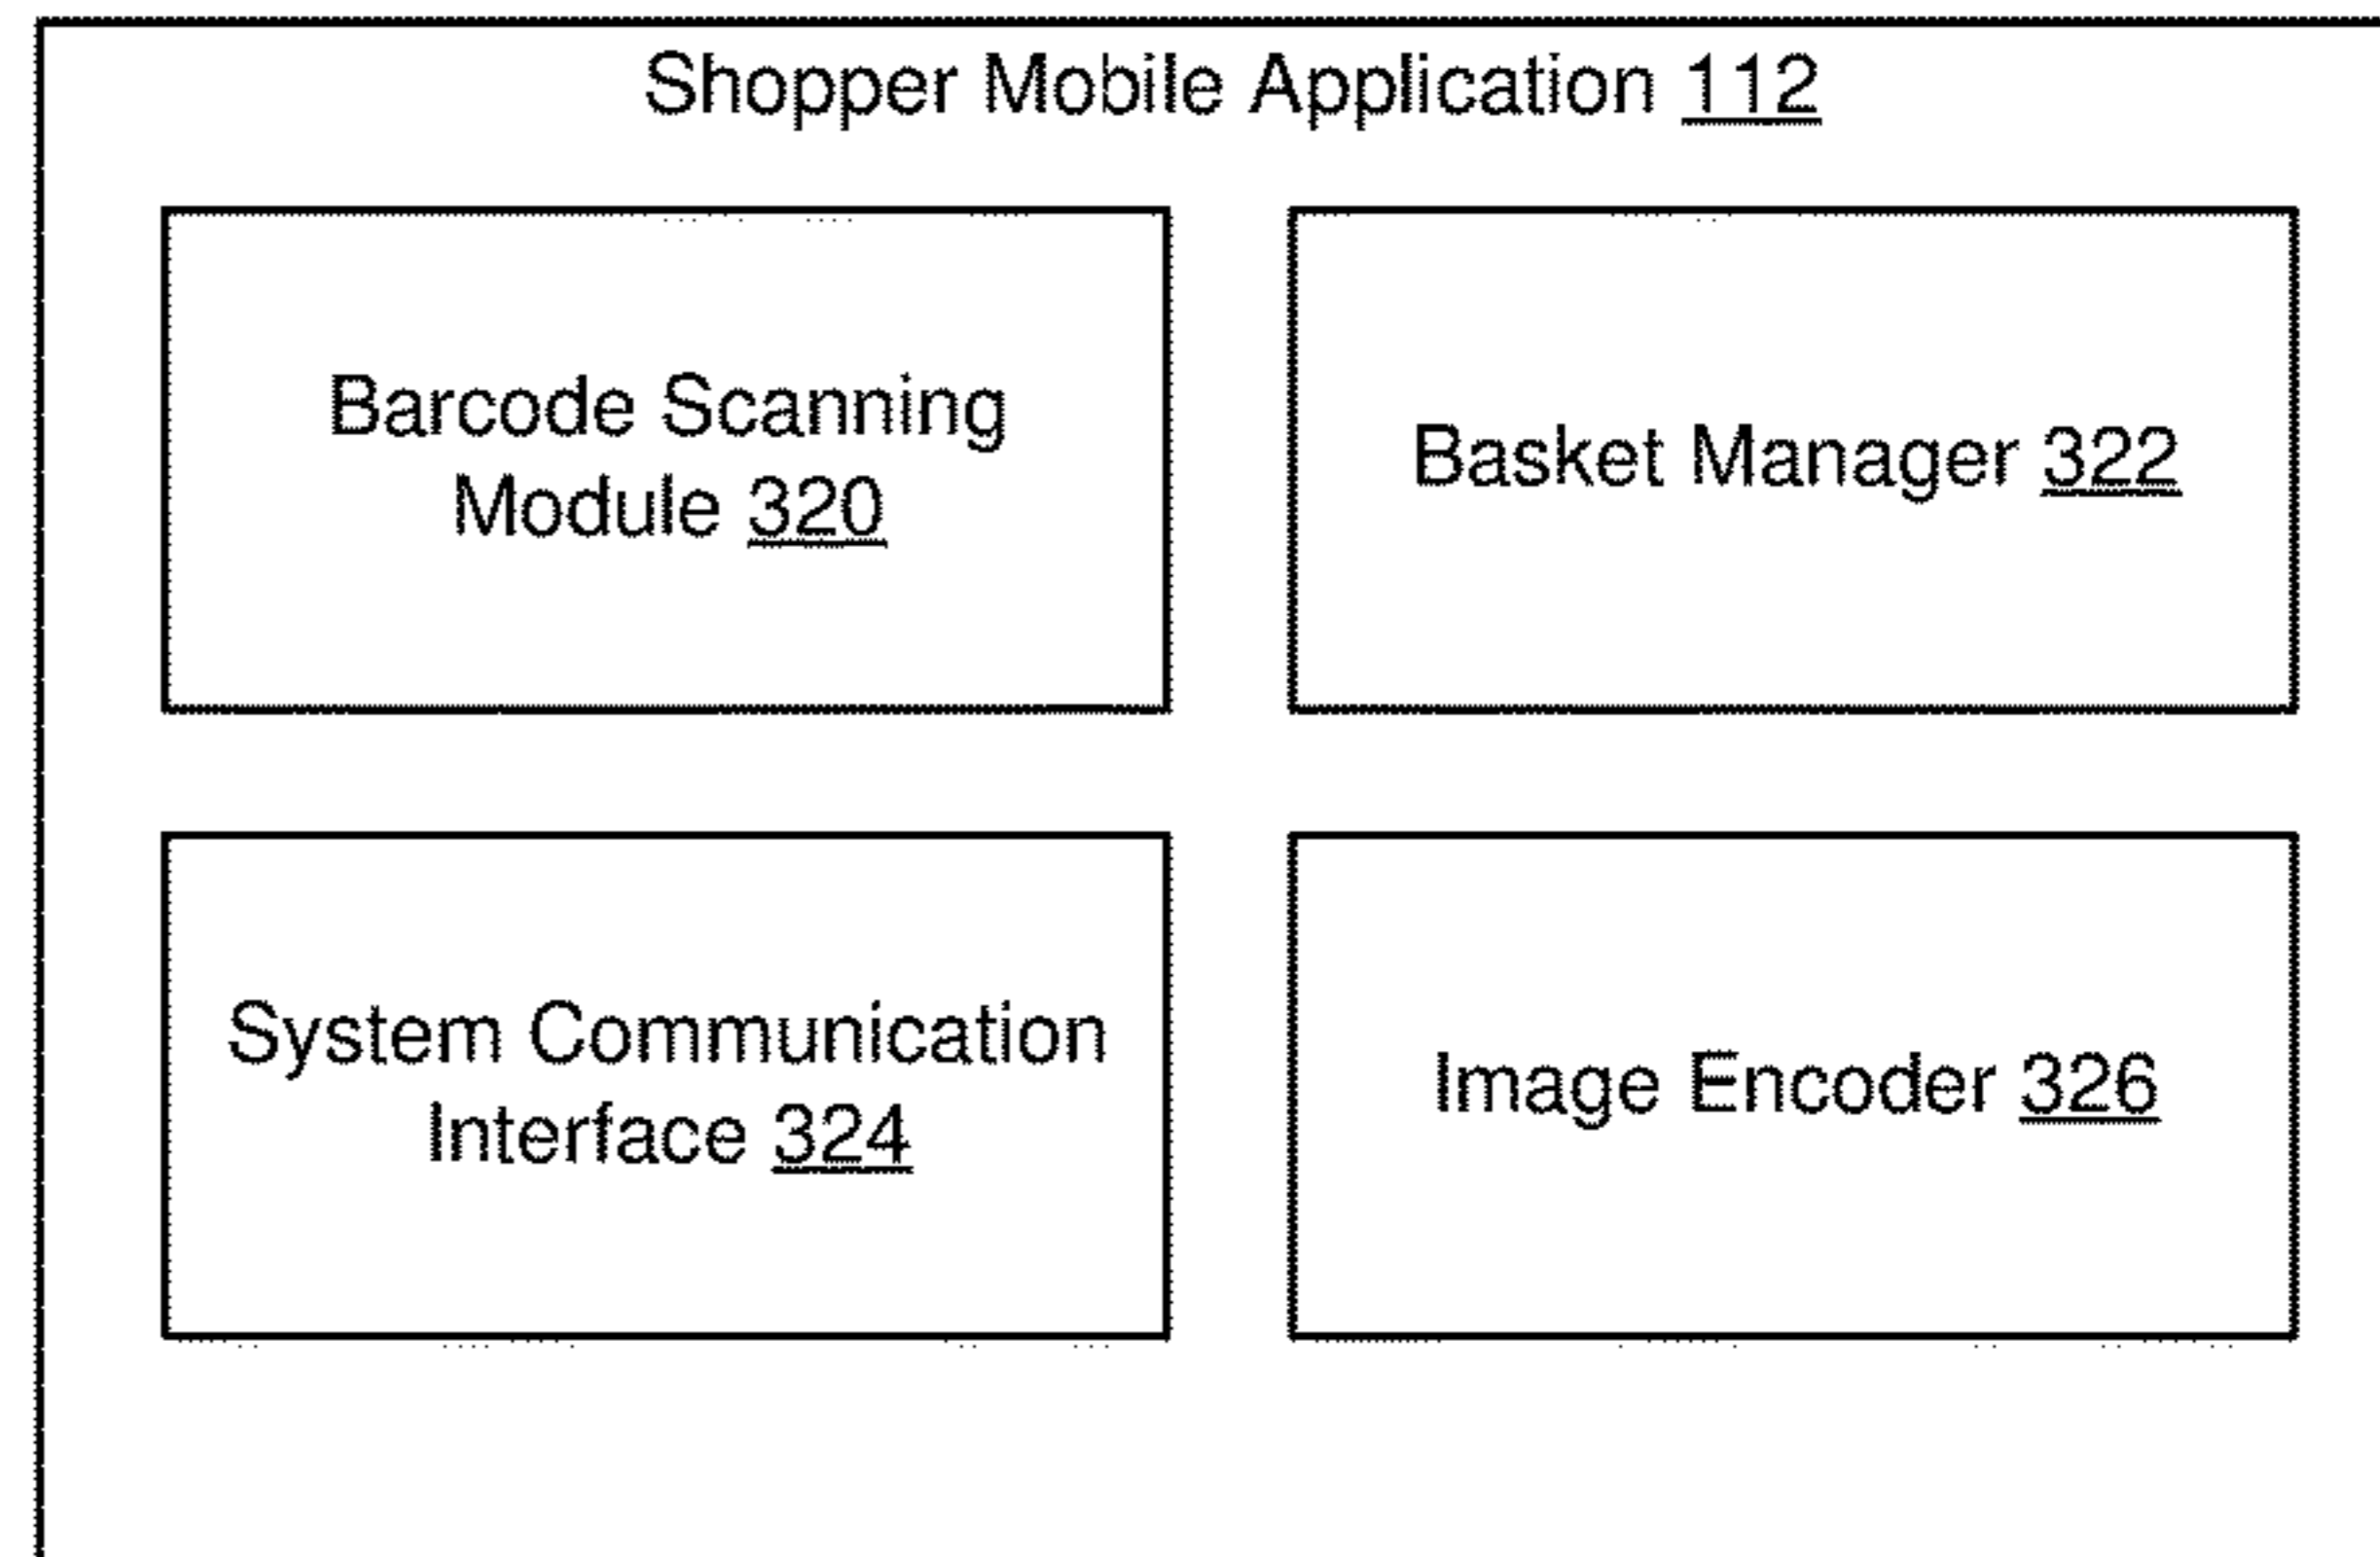 Shopper Mobile Application 112
Barcode Scanning
Module 320
Basket Manager 322
System Communication
Interface 324
Image Encoder 326